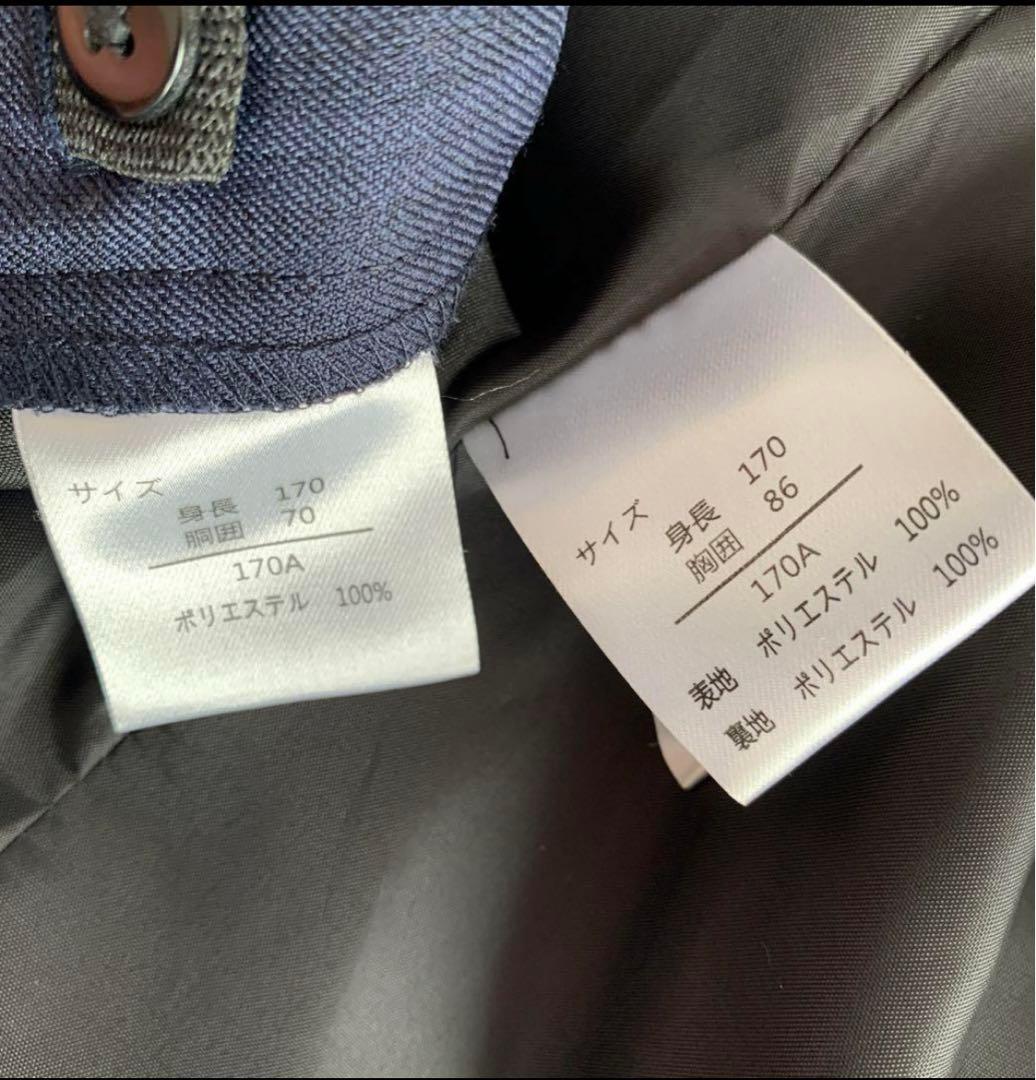 サイズ
身長 170
胴囲 70
170A
ポリエステル 100%
サイズ
身長 170
胸囲 86
170A
表地 ポリエステル 100%
裏地 ポリエステル 100%